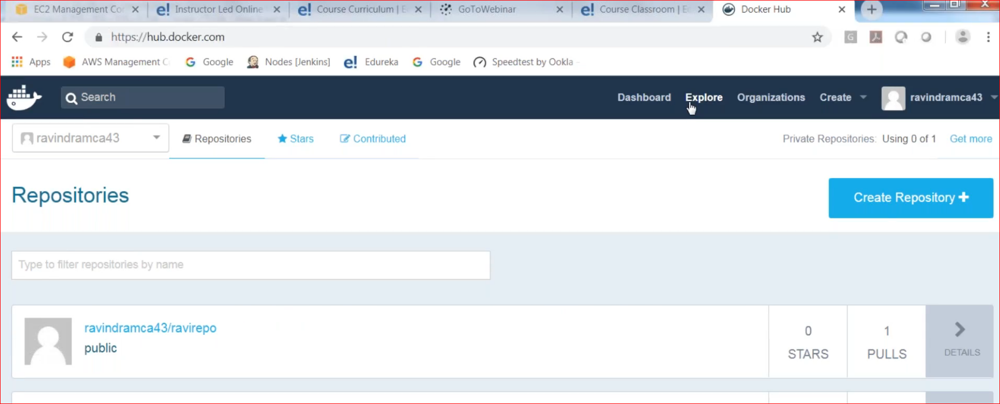 EC2 Management Co
e! Instructor Led Online
e! Course Curriculum | E
GoToWebinar
e! Course Classroom | E
Docker Hub
https://hub.docker.com
G
Apps
AWS Management C
G Google
Nodes [Jenkins]
e! Edureka
G Google
Speedtest by Ookla -
Search
Dashboard
Explore
Organizations
Create
ravindramca43
ravindramca43
Repositories
Stars
Contributed
Private Repositories: Using 0 of 1
Get more
Repositories
Create Repository +
Type to filter repositories by name
ravindramca43/ravirepo
public
0
STARS
1
PULLS
DETAILS